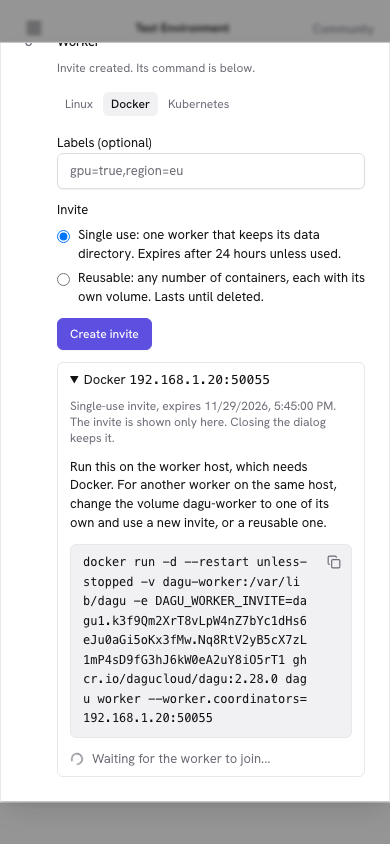 Test Environment
Community
Worker
Invite created. Its command is below.
Linux
Docker
Kubernetes
Labels (optional)
gpu=true,region=eu
Invite
Single use: one worker that keeps its data
directory. Expires after 24 hours unless used.
Reusable: any number of containers, each with its
own volume. Lasts until deleted.
Create invite
▼ Docker 192.168.1.20:50055
Single-use invite, expires 11/29/2026, 5:45:00 PM.
The invite is shown only here. Closing the dialog
keeps it.
Run this on the worker host, which needs
Docker. For another worker on the same host,
change the volume dagu-worker to one of its
own and use a new invite, or a reusable one.
docker run -d --restart unless-
stopped -v dagu-worker:/var/li
b/dagu -e DAGU_WORKER_INVITE=da
gu1.k3f9Qm2XrT8vLpW4nZ7bYc1dHs6
eJu0aGi5oKx3fMw.Nq8RtV2yB5cX7zL
1mP4sD9fG3hJ6kW0eA2uY8iO5rT1 gh
cr.io/dagucloud/dagu:2.28.0 dag
u worker --worker.coordinators=
192.168.1.20:50055
Waiting for the worker to join...